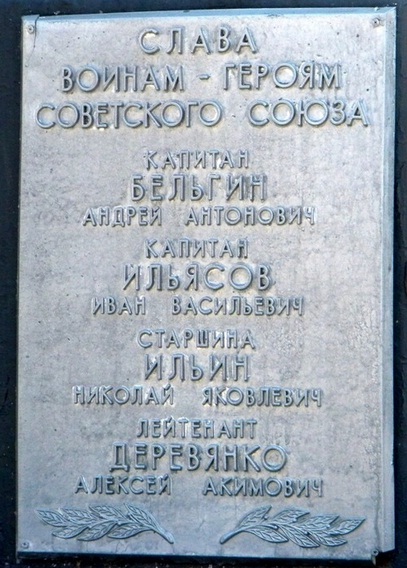 СЛАВА
ВОИНАМ - ГЕРОЯМ
СОВЕТСКОГО СОЮЗА
КАПИТАН
БЕЛЬГИН
АНДРЕЙ АНТОНОВИЧ
КАПИТАН
ИЛЬЯСОВ
ИВАН ВАСИЛЬЕВИЧ
СТАРШИНА
ИЛЬИН
НИКОЛАЙ ЯКОВЛЕВИЧ
ЛЕЙТЕНАНТ
ДЕРЕВЯНКО
АЛЕКСЕЙ АКИМОВИЧ